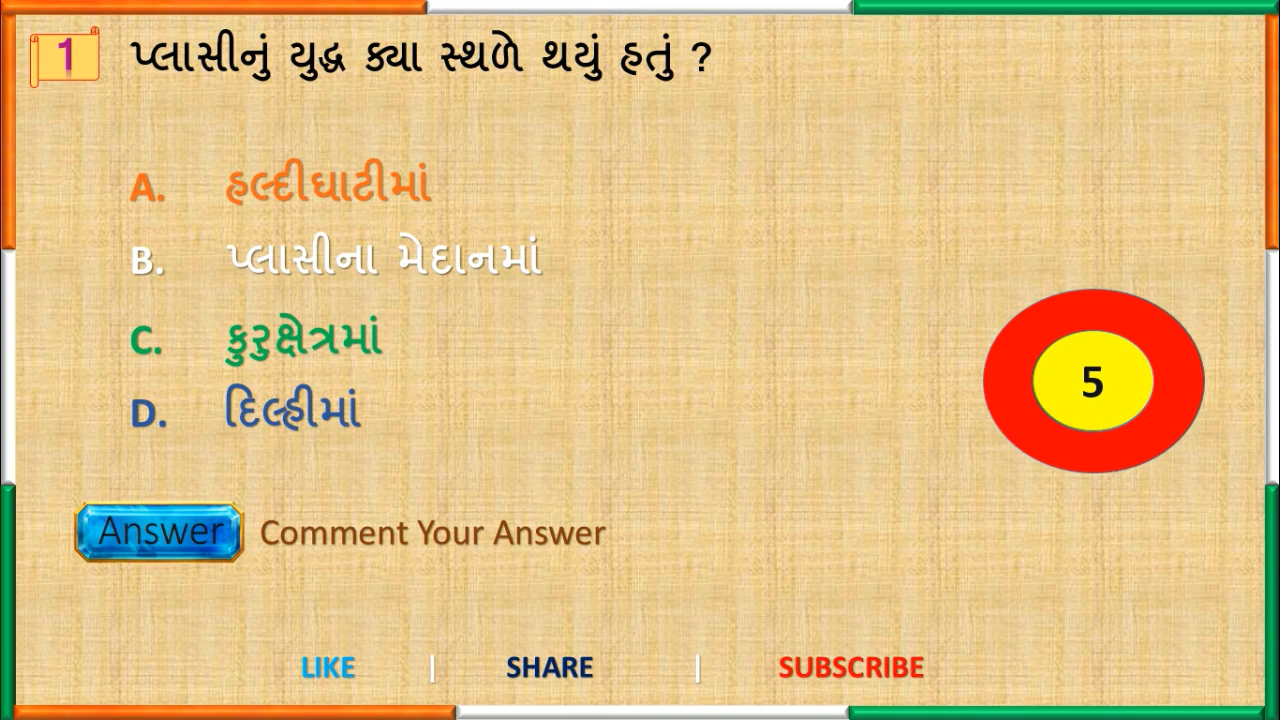 1 પ્લાસીનું યુદ્ધ ક્યા સ્થળે થયું હતું ?
A. હલ્દીઘાટીમાં
B. પ્લાસીના મેદાનમાં
C. કુરુક્ષેત્રમાં
5
D. દિલ્હીમાં
Answer Comment Your Answer
LIKE | SHARE | SUBSCRIBE